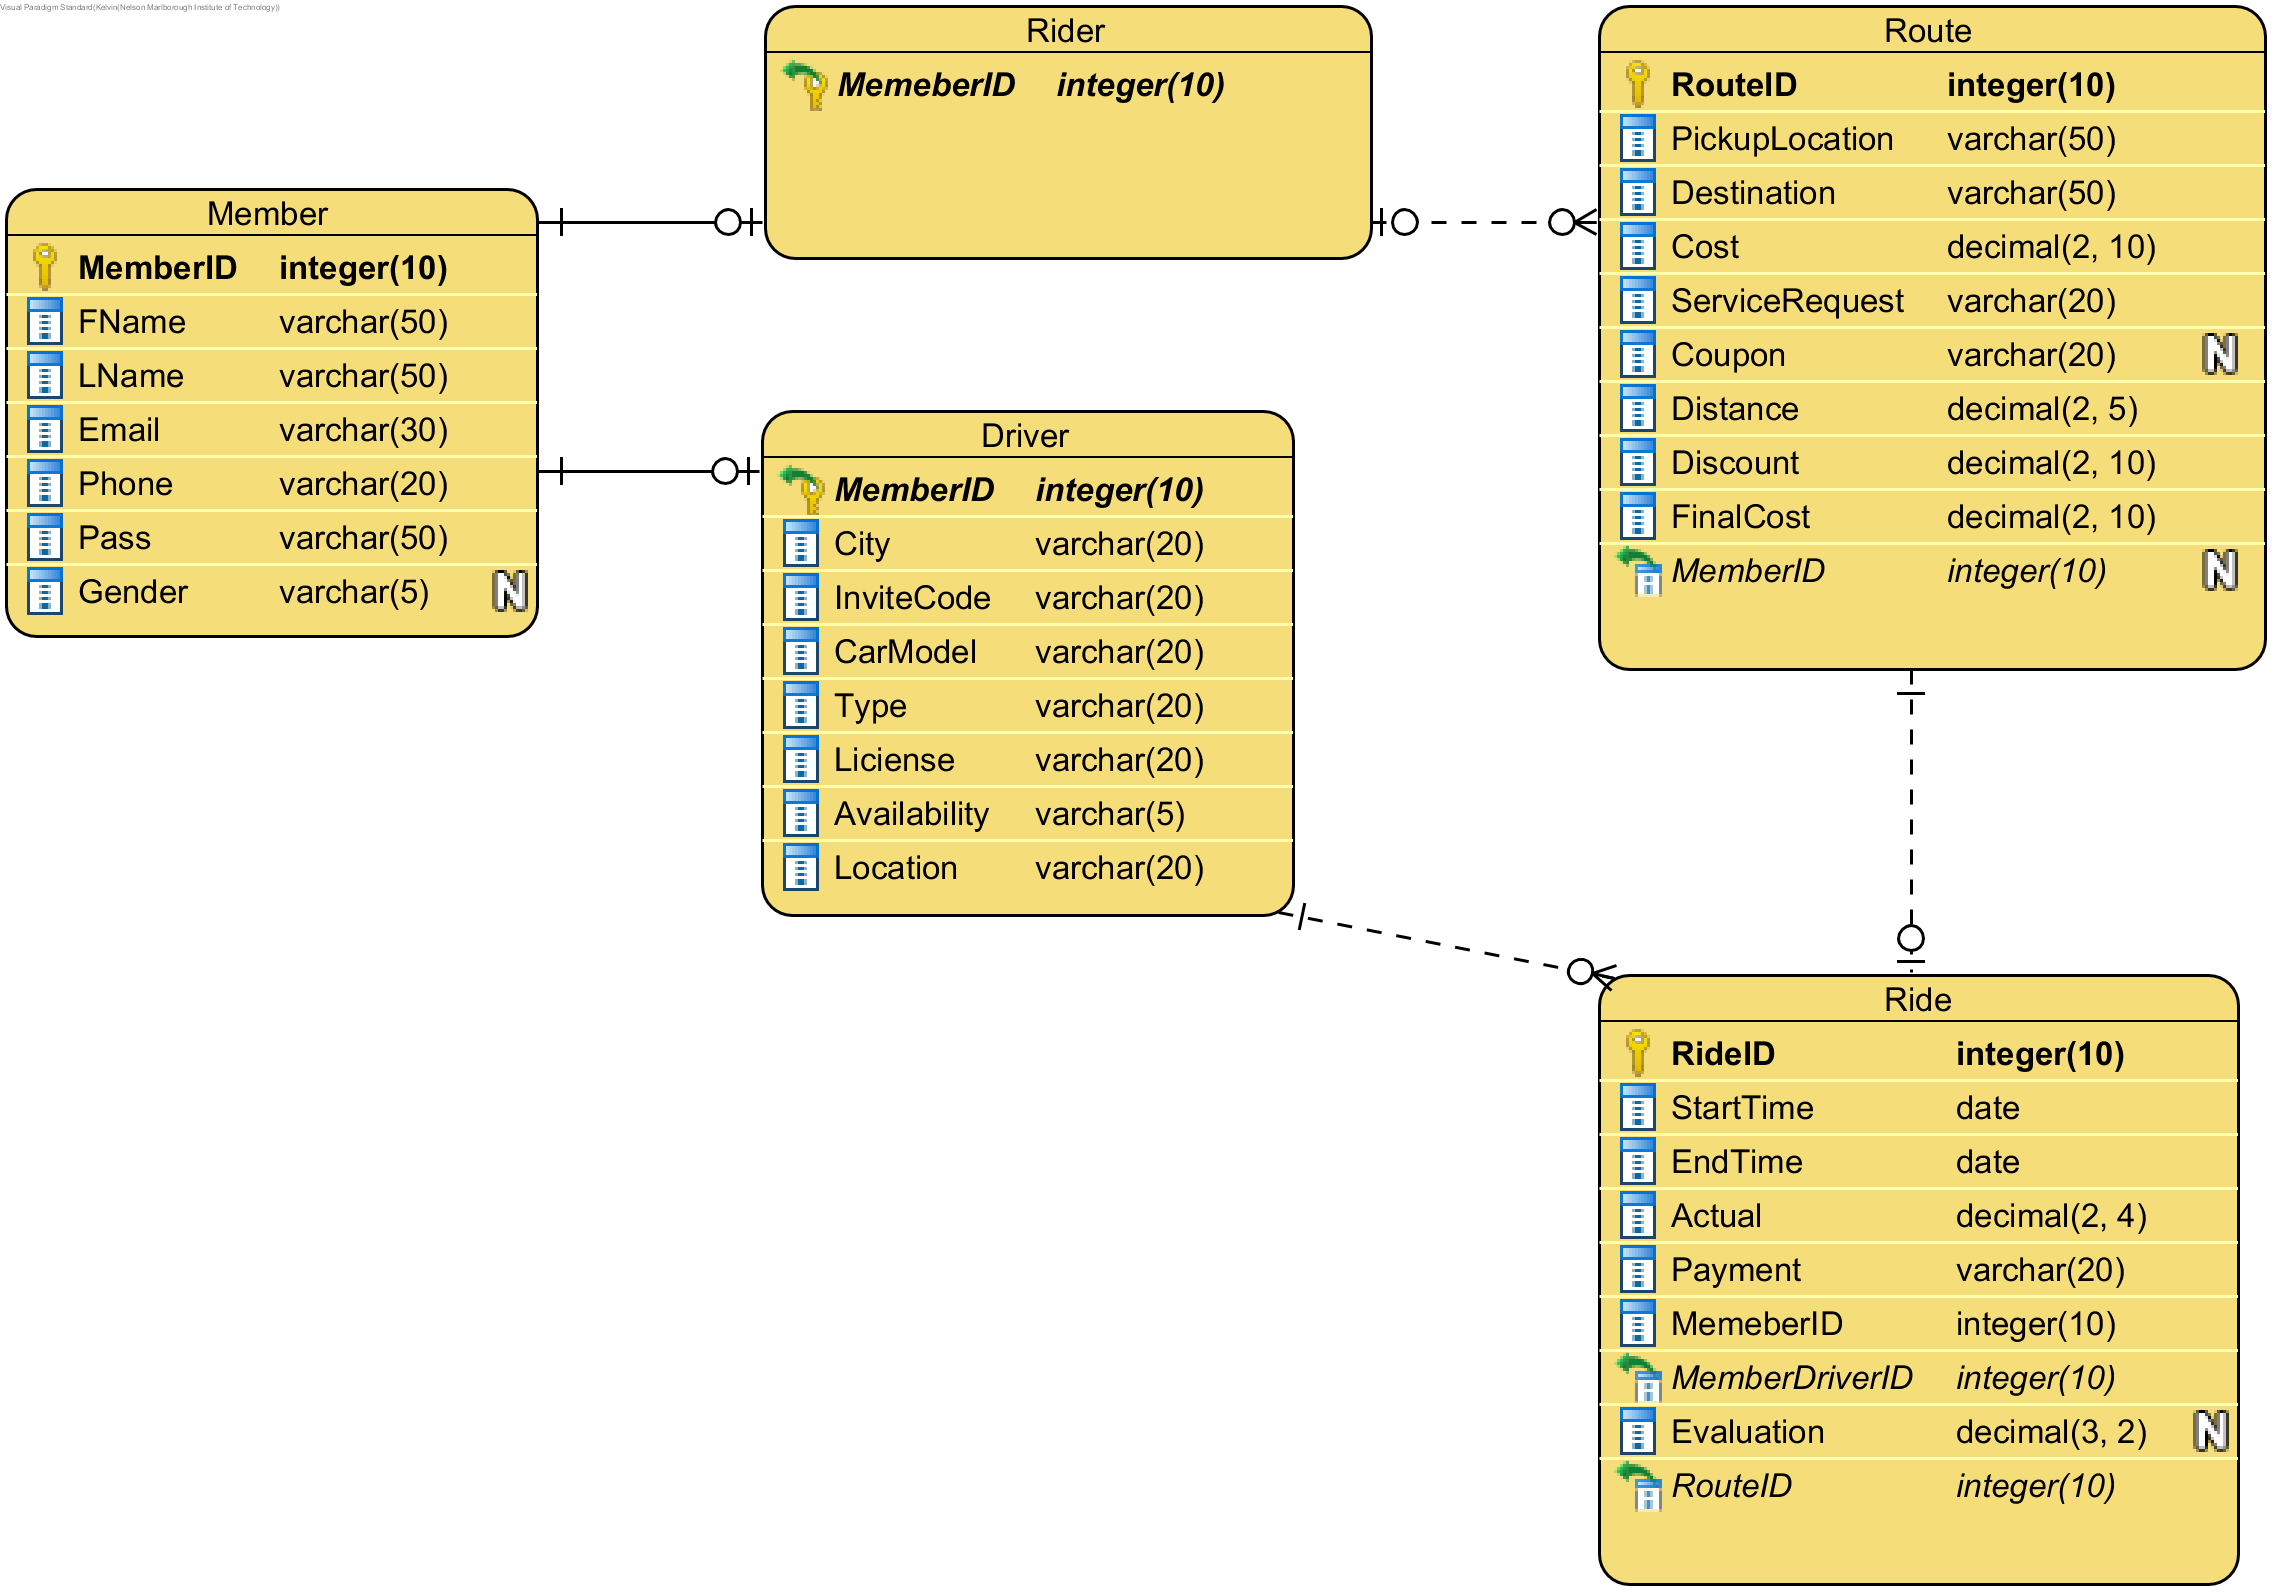 Visual Paradigm Standard(Kelvin(Nelson Marlborough Institute of Technology))
Rider
MemeberID integer(10)
Route
RouteID integer(10)
PickupLocation varchar(50)
Destination varchar(50)
Cost decimal(2, 10)
ServiceRequest varchar(20)
Coupon varchar(20) N
Distance decimal(2, 5)
Discount decimal(2, 10)
FinalCost decimal(2, 10)
MemberID integer(10) N
Member
MemberID integer(10)
FName varchar(50)
LName varchar(50)
Email varchar(30)
Phone varchar(20)
Pass varchar(50)
Gender varchar(5) N
Driver
MemberID integer(10)
City varchar(20)
InviteCode varchar(20)
CarModel varchar(20)
Type varchar(20)
Liciense varchar(20)
Availability varchar(5)
Location varchar(20)
Ride
RideID integer(10)
StartTime date
EndTime date
Actual decimal(2, 4)
Payment varchar(20)
MemeberID integer(10)
MemberDriverID integer(10)
Evaluation decimal(3, 2) N
RouteID integer(10)